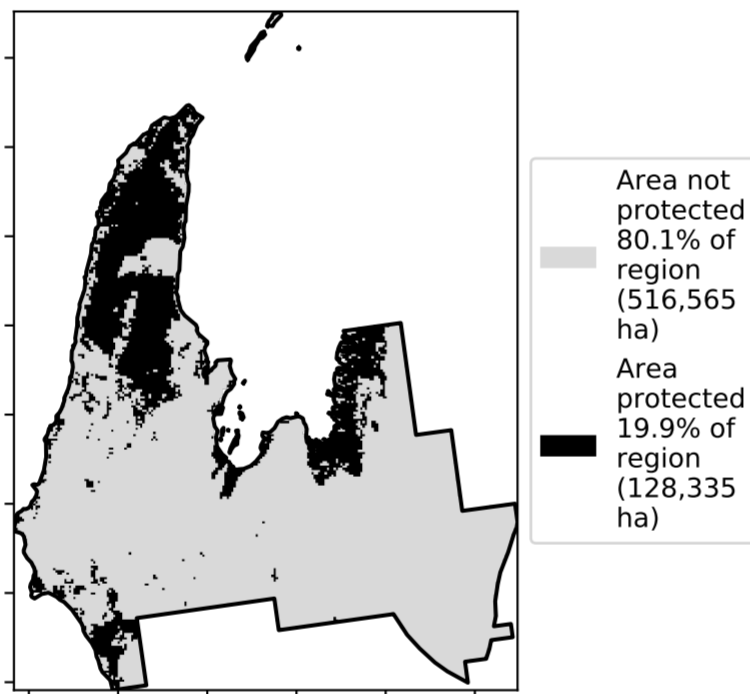 Area not
protected
80.1% of
region
(516,565
ha)
Area
protected
19.9% of
region
(128,335
ha)